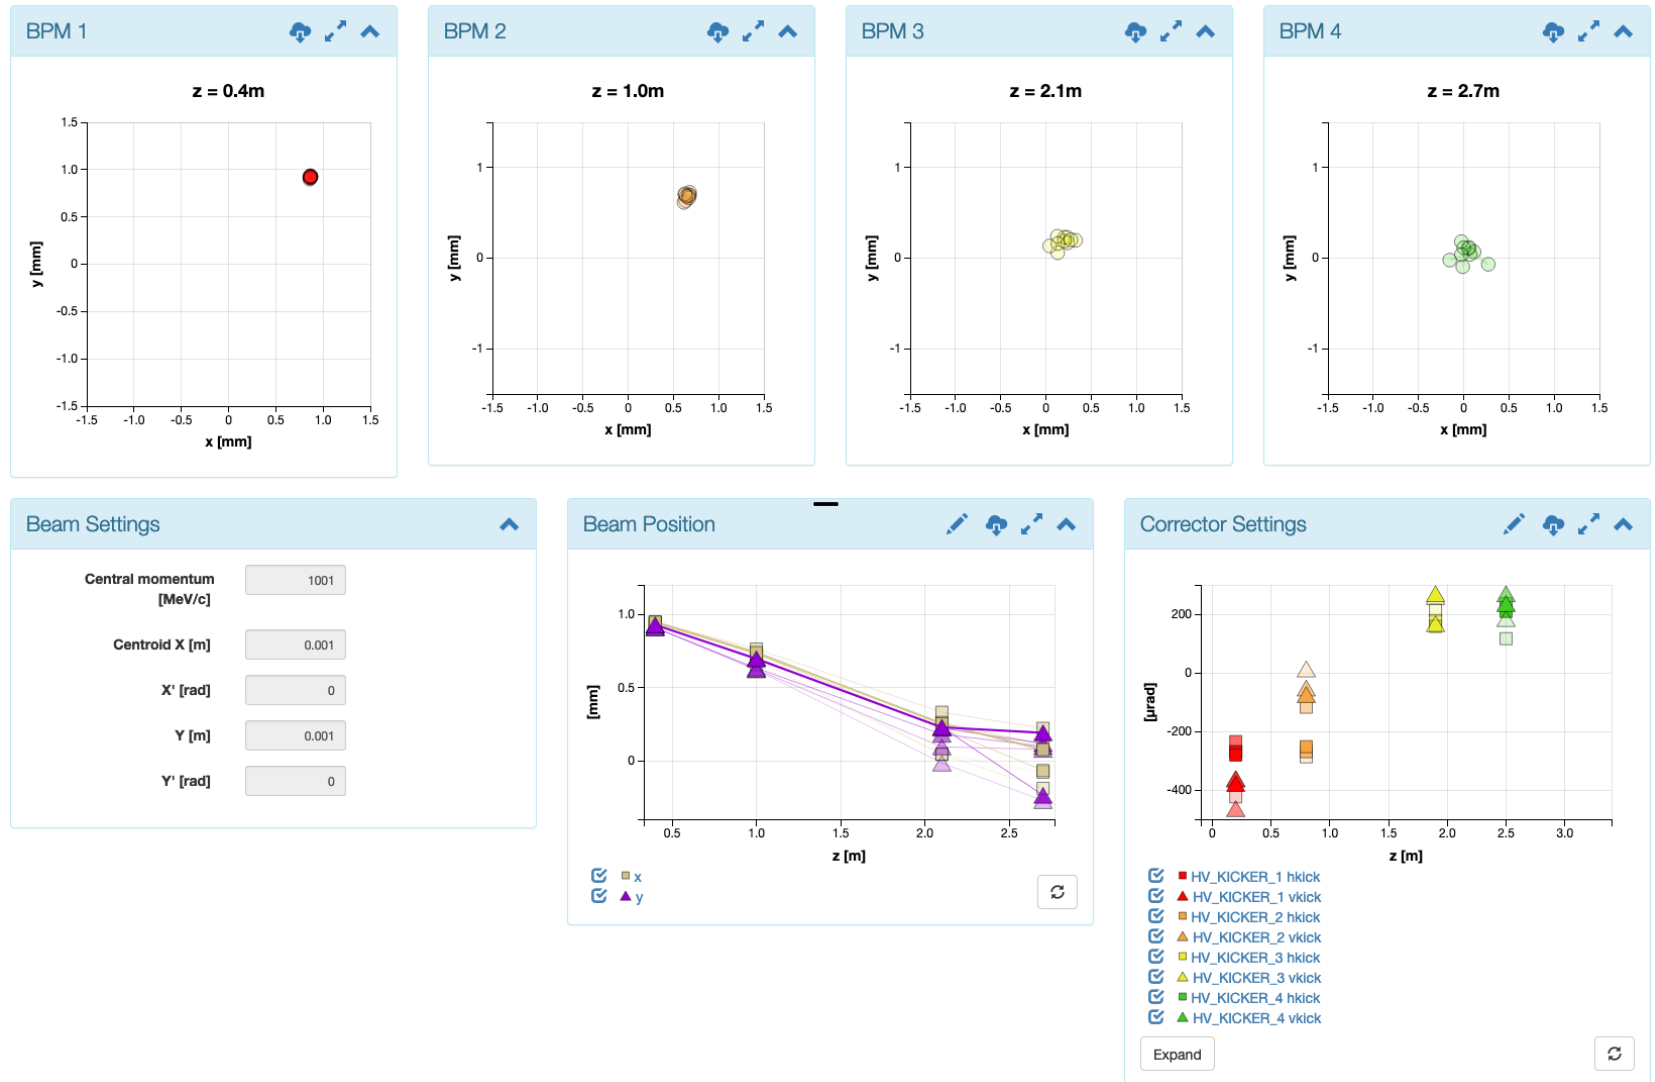 BPM 1
z = 0.4m
1.5
1.0
0.5
0
-0.5
-1.0
-1.5
y [mm]
-1.5 -1.0 -0.5 0 0.5 1.0 1.5
x [mm]
BPM 2
z = 1.0m
1
0
-1
y [mm]
-1.5 -1.0 -0.5 0 0.5 1.0 1.5
x [mm]
BPM 3
z = 2.1m
1
0
-1
y [mm]
-1.5 -1.0 -0.5 0 0.5 1.0 1.5
x [mm]
BPM 4
z = 2.7m
1
0
-1
y [mm]
-1.5 -1.0 -0.5 0 0.5 1.0 1.5
x [mm]
Beam Settings
Central momentum
[MeV/c]
1001
Centroid X [m] 0.001
X' [rad] 0
Y [m] 0.001
Y' [rad] 0
Beam Position
1.0
0.5
0
[mm]
0.5 1.0 1.5 2.0 2.5
z [m]
x
y
Corrector Settings
200
0
-200
-400
[µrad]
0 0.5 1.0 1.5 2.0 2.5 3.0
z [m]
HV_KICKER_1 hkick
HV_KICKER_1 vkick
HV_KICKER_2 hkick
HV_KICKER_2 vkick
HV_KICKER_3 hkick
HV_KICKER_3 vkick
HV_KICKER_4 hkick
HV_KICKER_4 vkick
Expand